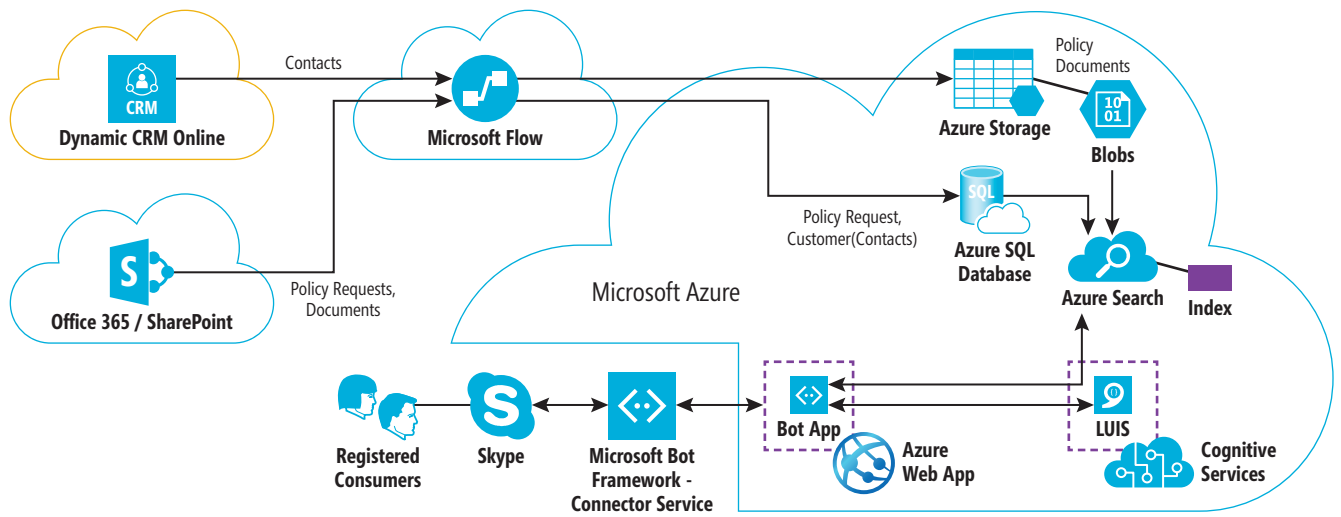 Contacts
CRM
Dynamic CRM Online
Microsoft Flow
Policy
Documents
Azure Storage
10
01
Blobs
SQL
Policy Request,
Customer(Contacts)
Azure SQL
Database
Azure Search
Index
S
Office 365 / SharePoint
Policy Requests,
Documents
Microsoft Azure
Registered
Consumers
S
Skype
Microsoft Bot
Framework -
Connector Service
Bot App
Azure
Web App
LUIS
Cognitive
Services